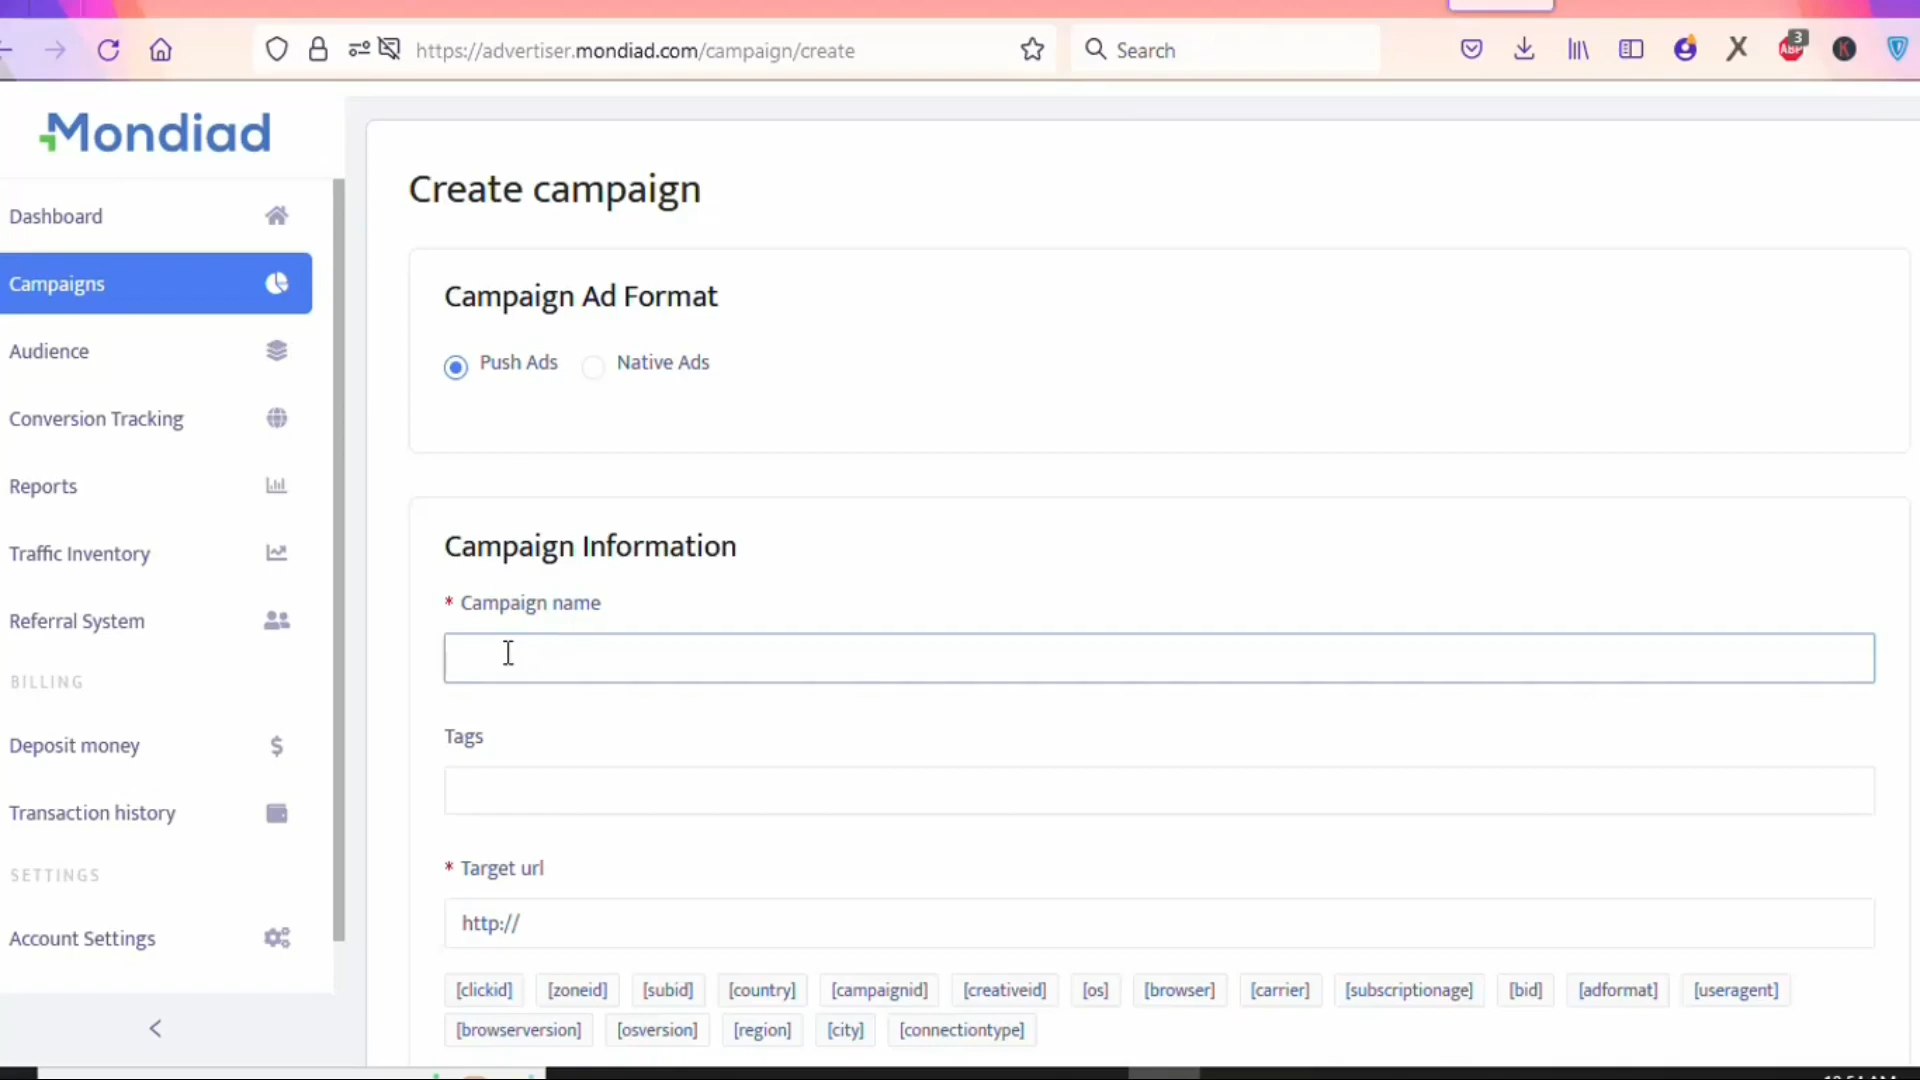 https://advertiser.mondiad.com/campaign/create
Search
3
ABP
K
Mondiad
Dashboard
Campaigns
Audience
Conversion Tracking
Reports
Traffic Inventory
Referral System
BILLING
Deposit money
$
Transaction history
SETTINGS
Account Settings
Create campaign
Campaign Ad Format
Push Ads Native Ads
Campaign Information
* Campaign name
Tags
* Target url
http://
[clickid] [zoneid] [subid] [country] [campaignid] [creativeid] [os] [browser] [carrier] [subscriptionage] [bid] [adformat] [useragent]
[browserversion] [osversion] [region] [city] [connectiontype]